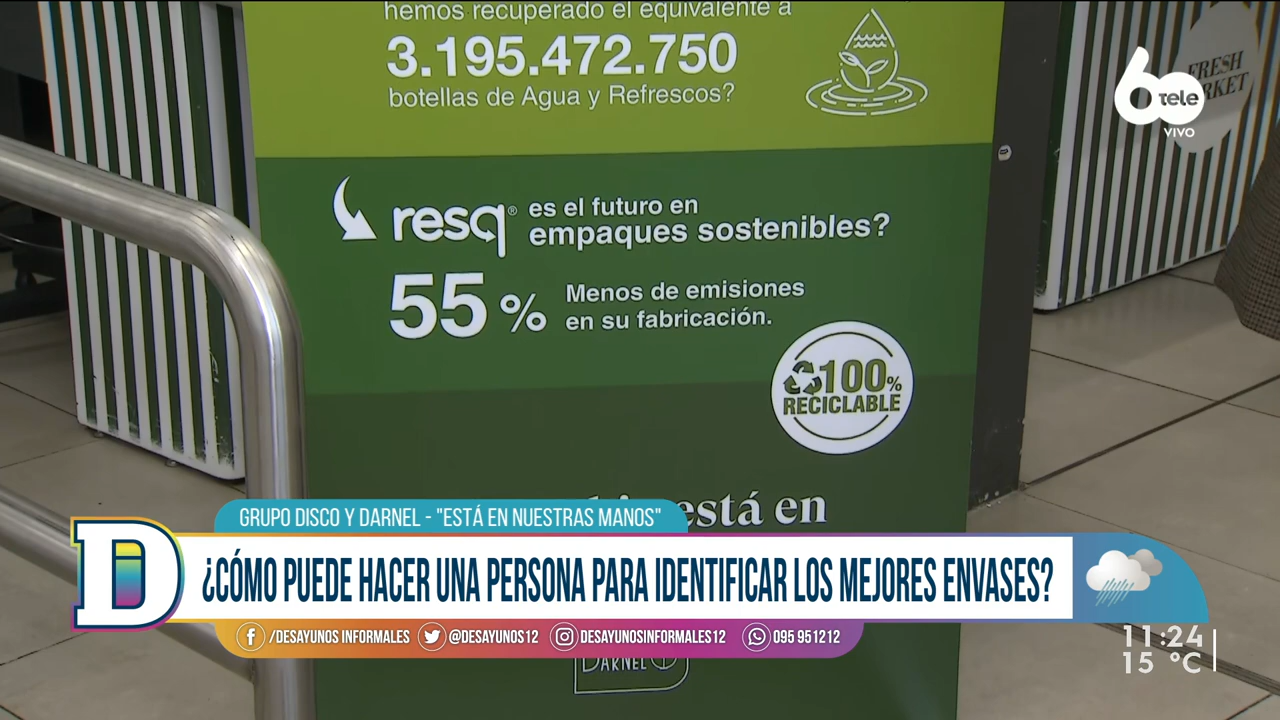 hemos recuperado el equivalente a
3.195.472.750
botellas de Agua y Refrescos?
6 tele
VIVO
FRESH
resq® es el futuro en
empaques sostenibles?
55 % Menos de emisiones
en su fabricación.
100%
RECICLABLE
está en
GRUPO DISCO Y DARNEL - "ESTÁ EN NUESTRAS MANOS"
D
¿CÓMO PUEDE HACER UNA PERSONA PARA IDENTIFICAR LOS MEJORES ENVASES?
/DESAYUNOS INFORMALES @DESAYUNOS12 DESAYUNOSINFORMALES12 095 951212
11:24
15 °C
DARNEL